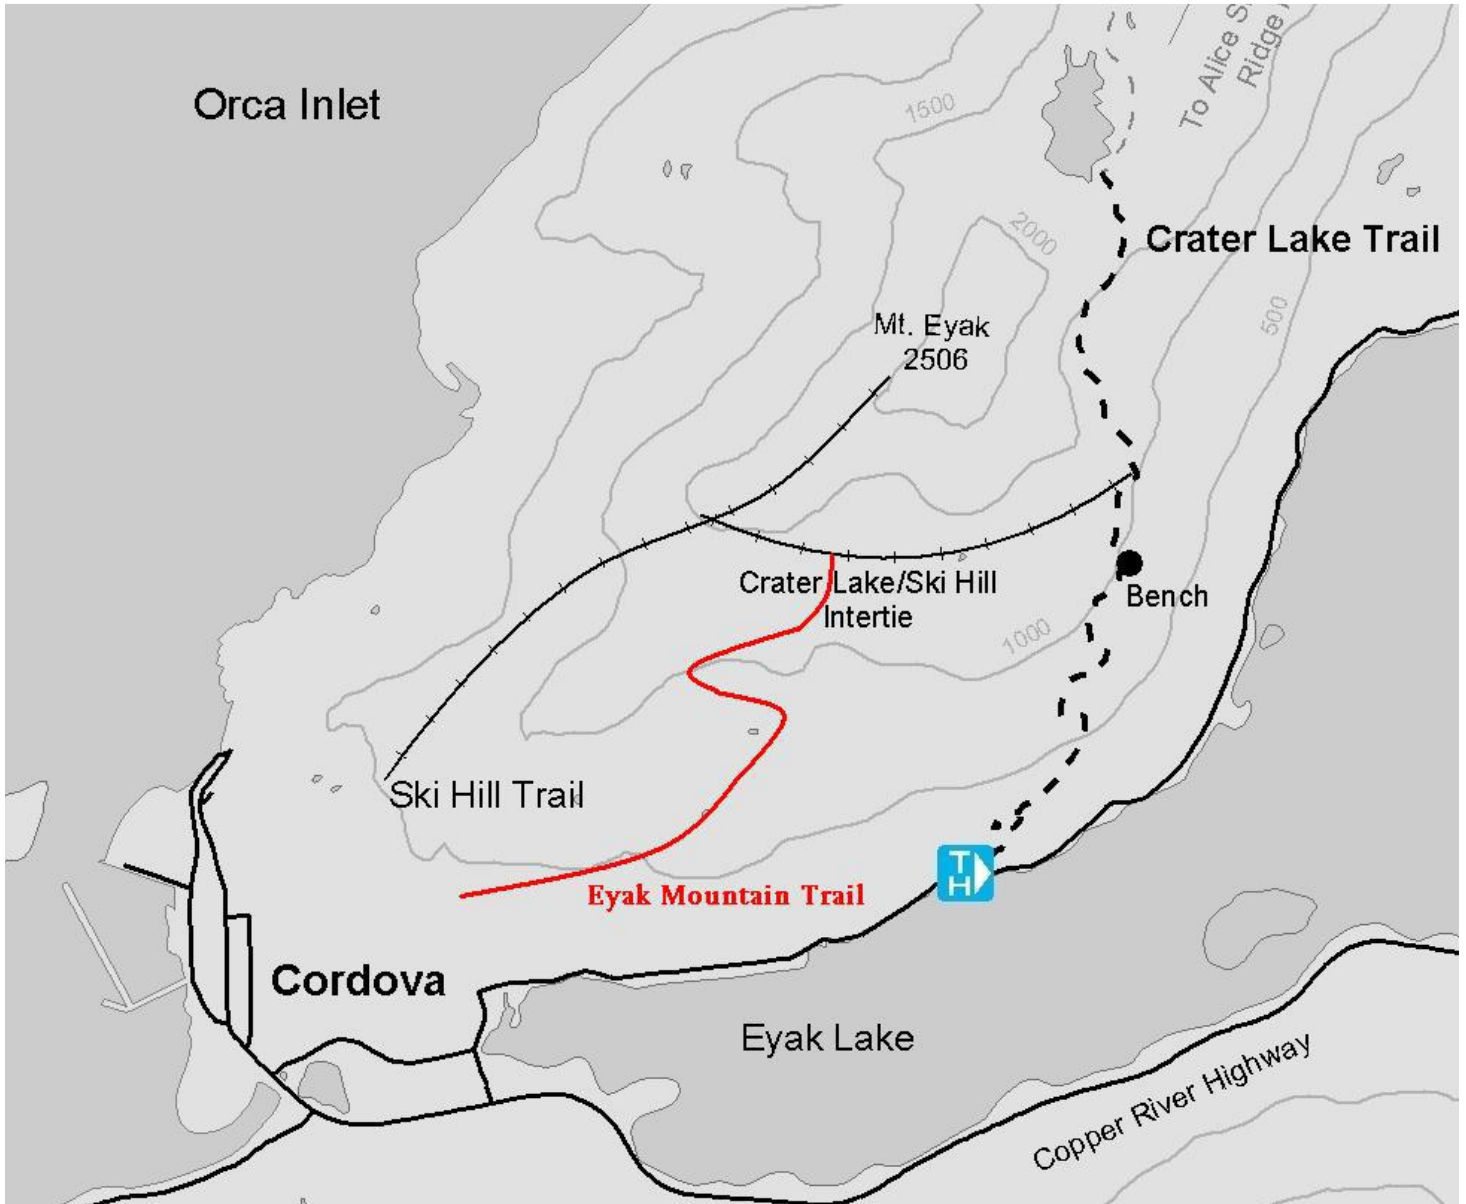 Orca Inlet
1500
To Alice S
Ridge
2000
Crater Lake Trail
500
Mt. Eyak
2506
Crater Lake/Ski Hill
Intertie
Bench
1000
Ski Hill Trail
TH
Eyak Mountain Trail
Cordova
Eyak Lake
Copper River Highway